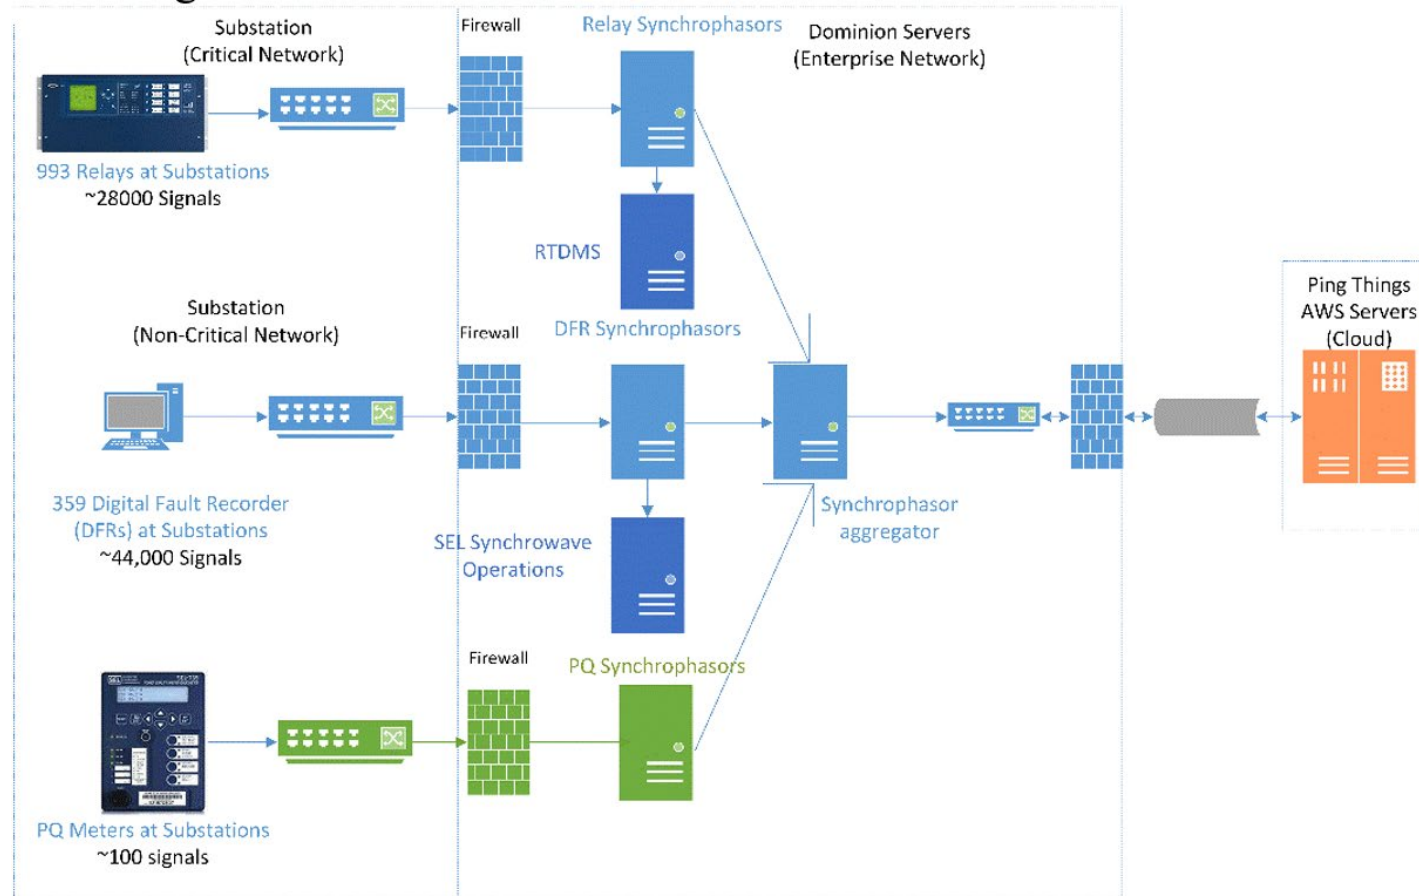 Substation
(Critical Network)
Firewall
Relay Synchrophasors
Dominion Servers
(Enterprise Network)
993 Relays at Substations
~28000 Signals
RTDMS
Substation
(Non-Critical Network)
Firewall
DFR Synchrophasors
Ping Things
AWS Servers
(Cloud)
359 Digital Fault Recorder
(DFRs) at Substations
~44,000 Signals
SEL Synchrowave
Operations
Synchrophasor
aggregator
Firewall
PQ Synchrophasors
SEL
PQ Meters at Substations
~100 signals